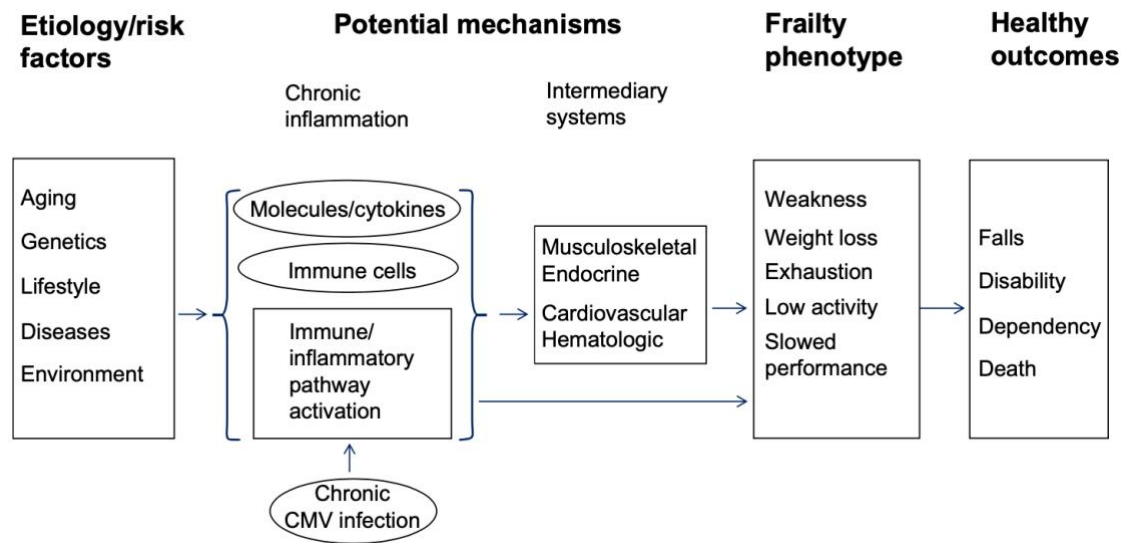 Etiology/risk
factors
Potential mechanisms
Frailty
phenotype
Healthy
outcomes
Chronic
inflammation
Intermediary
systems
Aging
Genetics
Lifestyle
Diseases
Environment
Molecules/cytokines
Immune cells
Immune/
inflammatory
pathway
activation
Chronic
CMV infection
Musculoskeletal
Endocrine
Cardiovascular
Hematologic
Weakness
Weight loss
Exhaustion
Low activity
Slowed
performance
Falls
Disability
Dependency
Death